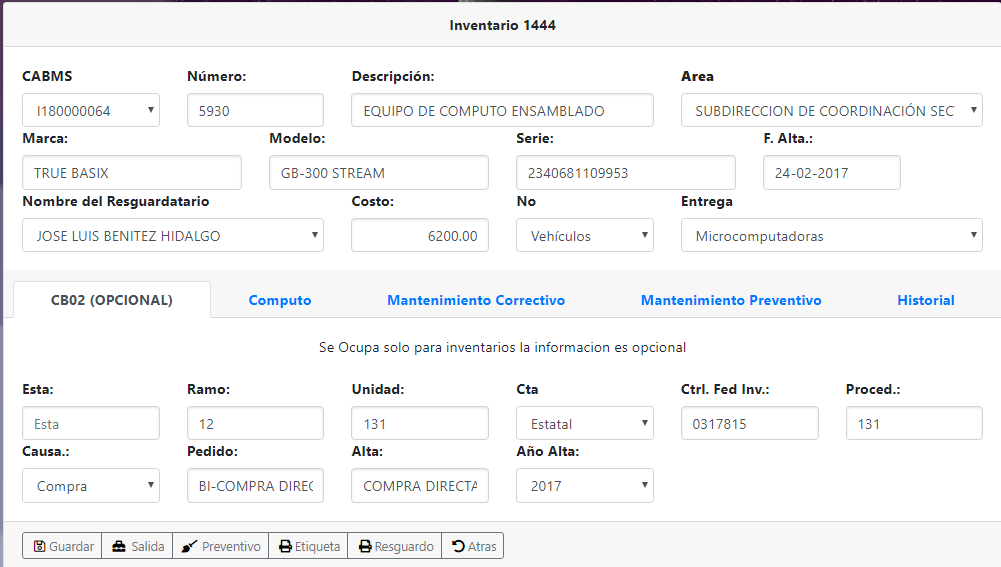 Inventario 1444
CABMS Número: Descripción: Area
I180000064 5930 EQUIPO DE COMPUTO ENSAMBLADO SUBDIRECCION DE COORDINACIÓN SEC
Marca: Modelo: Serie: F. Alta.:
TRUE BASIX GB-300 STREAM 2340681109953 24-02-2017
Nombre del Resguardatario Costo: No Entrega
JOSE LUIS BENITEZ HIDALGO 6200.00 Vehículos Microcomputadoras
CB02 (OPCIONAL) Computo Mantenimiento Correctivo Mantenimiento Preventivo Historial
Se Ocupa solo para inventarios la informacion es opcional
Esta: Ramo: Unidad: Cta Ctrl. Fed Inv.: Proced.:
Esta 12 131 Estatal 0317815 131
Causa.: Pedido: Alta: Año Alta:
Compra BI-COMPRA DIREC COMPRA DIRECTA 2017
Guardar Salida Preventivo Etiqueta Resguardo Atras